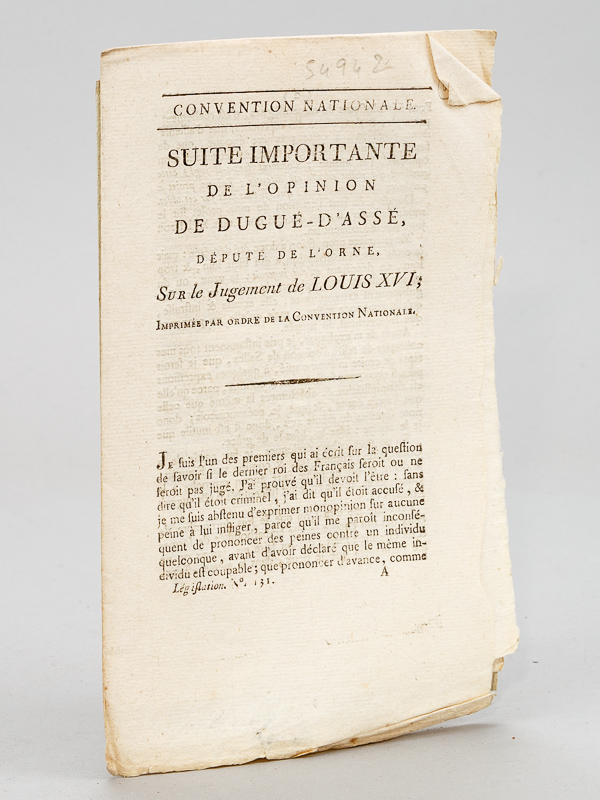 54942
CONVENTION NATIONALE.
SUITE IMPORTANTE
DE L'OPINION
DE DUGUÉ-D'ASSÉ,
DÉPUTÉ DE L'ORNE,
SUR le Jugement de LOUIS XVI;
IMPRIMÉE PAR ORDRE DE LA CONVENTION NATIONALE.
JE suis l'un des premiers qui ai écrit sur la question
de savoir si le dernier roi des Français seroit ou ne
seroit pas jugé. J'ai prouvé qu'il devoit l'être : sans
dire qu'il étoit criminel, j'ai dit qu'il étoit accusé, &
je me suis abstenu d'exprimer monopinion sur aucune
peine à lui infliger, parce qu'il me paroît inconsé-
quent de prononcer des peines contre un individu
quelconque, avant d'avoir déclaré que le même in-
dividu est coupable; que prononcer d'avance, comme
Législation. N°. 131. A